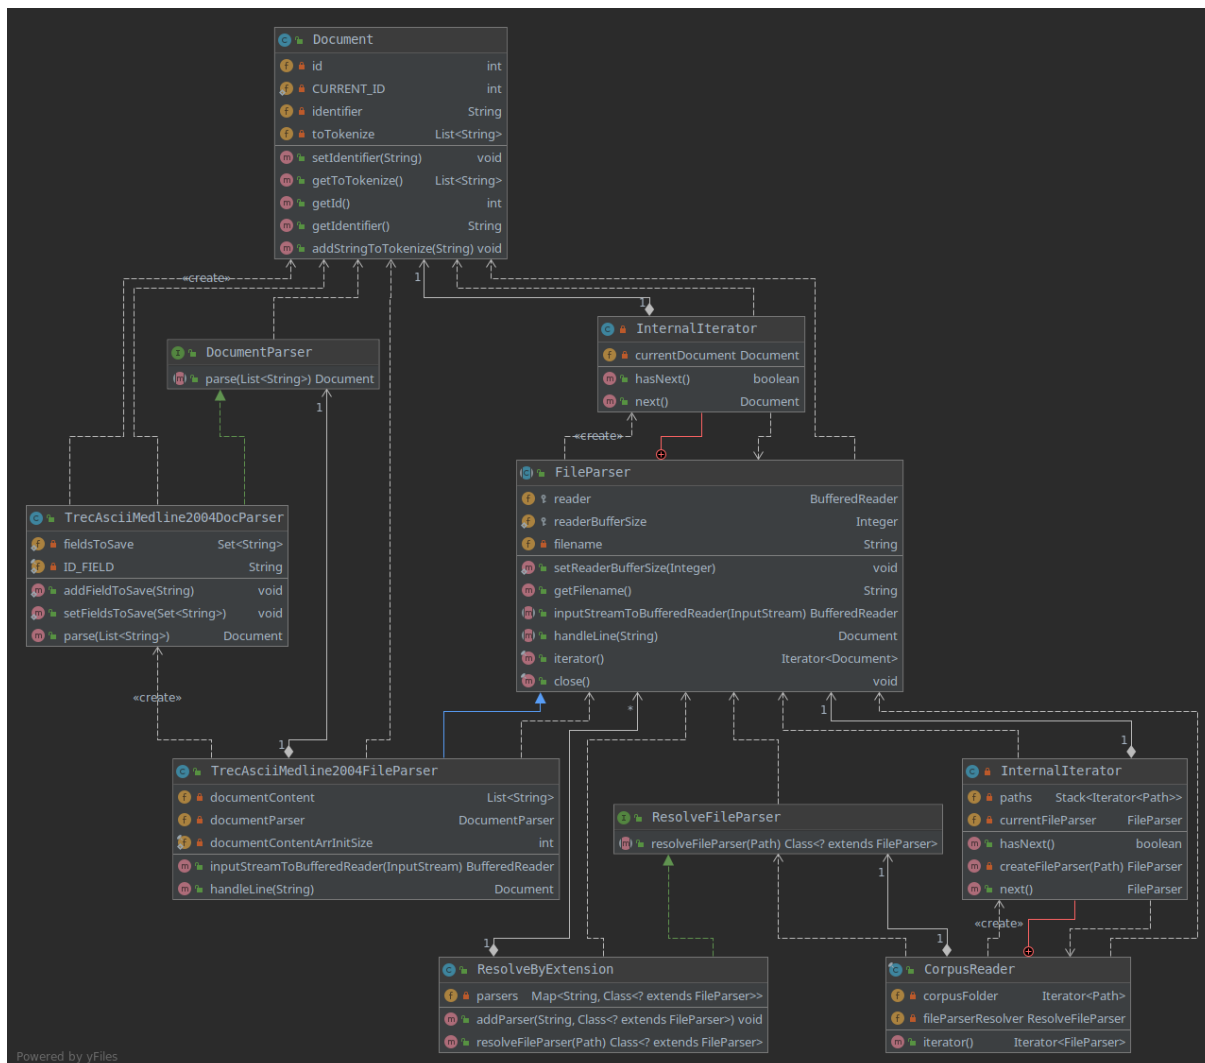 Document
id int
CURRENT_ID int
identifier String
toTokenize List<String>
setIdentifier(String) void
getToTokenize() List<String>
getId() int
getIdentifier() String
addStringToTokenize(String) void
«create»
1
1
InternalIterator
currentDocument Document
hasNext() boolean
next() Document
DocumentParser
parse(List<String>) Document
1
«create»
FileParser
reader BufferedReader
readerBufferSize Integer
filename String
setReaderBufferSize(Integer) void
getFilename() String
inputStreamToBufferedReader(InputStream) BufferedReader
handleLine(String) Document
iterator() Iterator<Document>
close() void
TrecAsciiMedline2004DocParser
fieldsToSave Set<String>
ID_FIELD String
addFieldToSave(String) void
setFieldsToSave(Set<String>) void
parse(List<String>) Document
«create»
1
*
1
1
TrecAsciiMedline2004FileParser
documentContent List<String>
documentParser DocumentParser
documentContentArrInitSize int
inputStreamToBufferedReader(InputStream) BufferedReader
handleLine(String) Document
ResolveFileParser
resolveFileParser(Path) Class<? extends FileParser>
1
InternalIterator
paths Stack<Iterator<Path>>
currentFileParser FileParser
hasNext() boolean
createFileParser(Path) FileParser
next() FileParser
«create»
1
1
ResolveByExtension
parsers Map<String, Class<? extends FileParser>>
addParser(String, Class<? extends FileParser>) void
resolveFileParser(Path) Class<? extends FileParser>
CorpusReader
corpusFolder Iterator<Path>
fileParserResolver ResolveFileParser
iterator() Iterator<FileParser>
Powered by yFiles